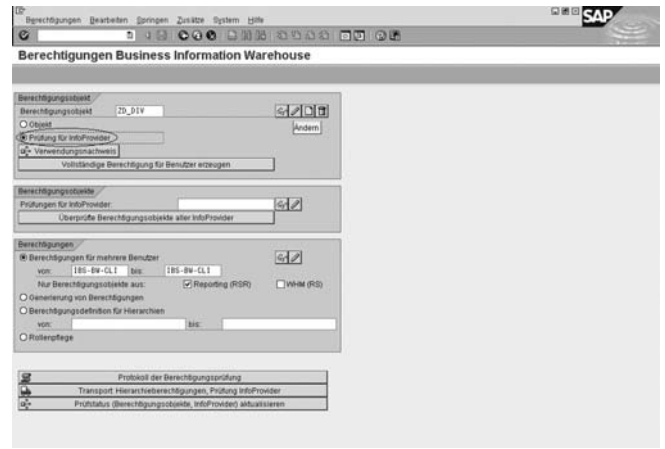 Berechtigungen Bearbeiten Springen Zusätze System Hilfe
SAP
Berechtigungen Business Information Warehouse
Berechtigungsobjekt
Berechtigungsobjekt ZD_DIV
Objekt
Ändern
Prüfung für InfoProvider
Verwendungsnachweis
Vollständige Berechtigung für Benutzer erzeugen
Berechtigungsobjekte
Prüfungen für InfoProvider:
Überprüfte Berechtigungsobjekte aller InfoProvider
Berechtigungen
Berechtigungen für mehrere Benutzer
von: IBS-BW-CLI bis: IBS-BW-CLI
Nur Berechtigungsobjekte aus: Reporting (RSR) WHM (RS)
Generierung von Berechtigungen
Berechtigungsdefinition für Hierarchien
von: bis:
Rollenpflege
Protokoll der Berechtigungsprüfung
Transport: Hierarchieberechtigungen, Prüfung InfoProvider
Prüfstatus (Berechtigungsobjekte, InfoProvider) aktualisieren